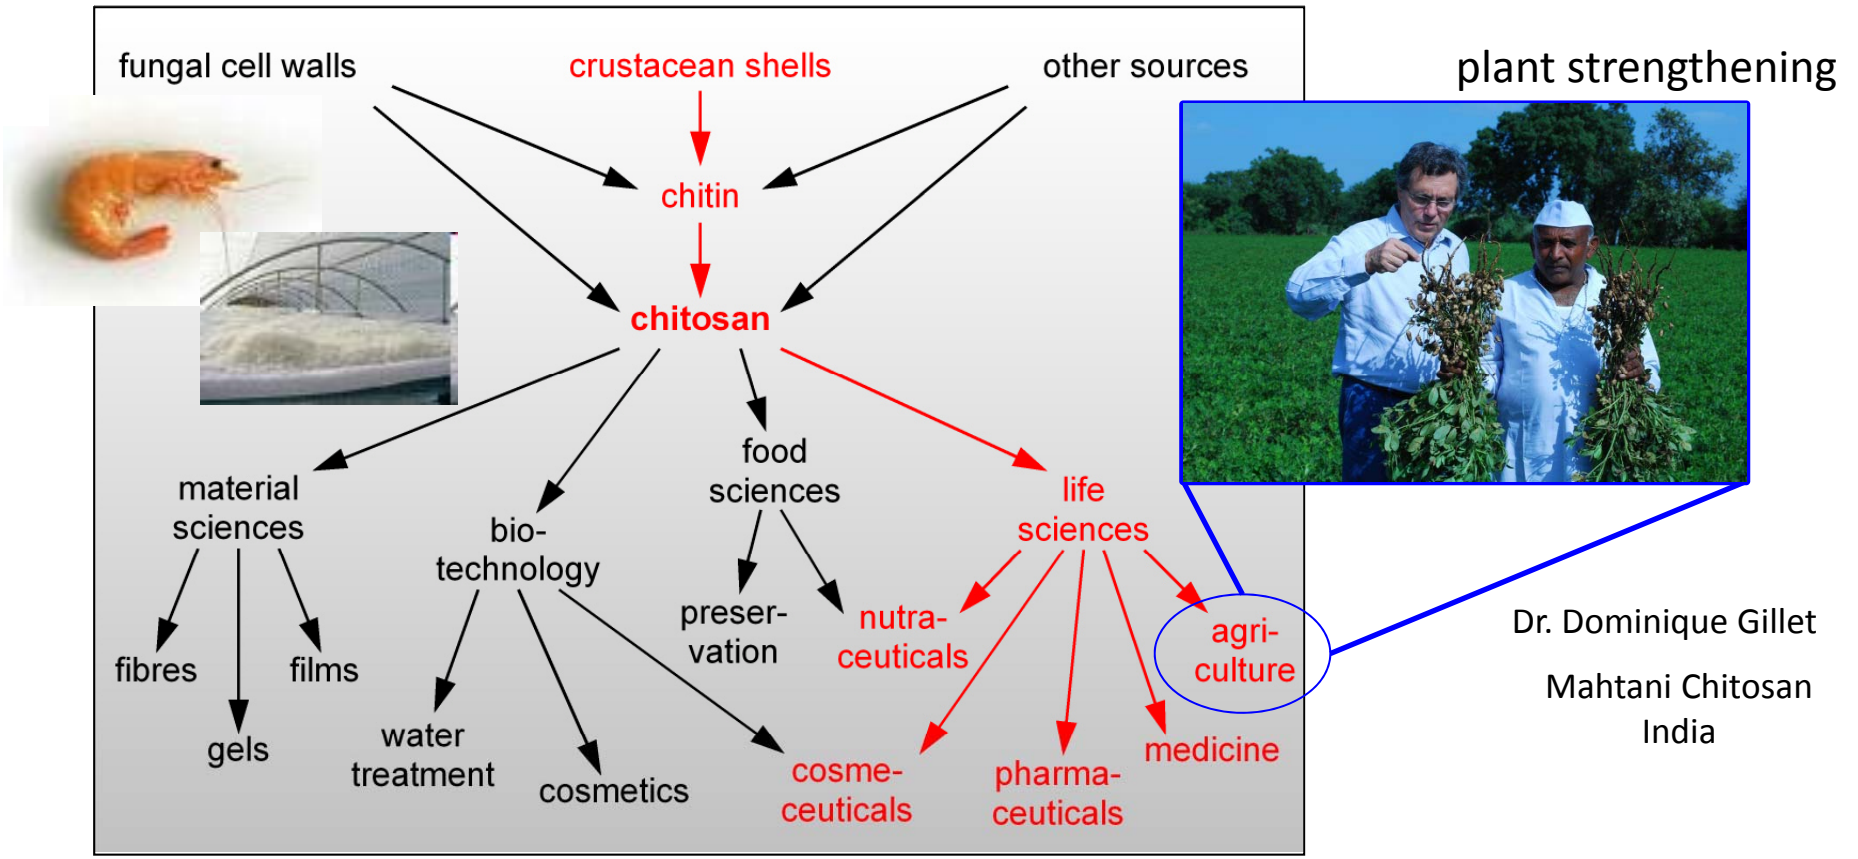 fungal cell walls
crustacean shells
other sources
plant strengthening
chitin
chitosan
material
sciences
bio-
technology
food
sciences
life
sciences
fibres
gels
films
water
treatment
cosmetics
preser-
vation
nutra-
ceuticals
cosme-
ceuticals
pharma-
ceuticals
medicine
agri-
culture
Dr. Dominique Gillet
Mahtani Chitosan
India